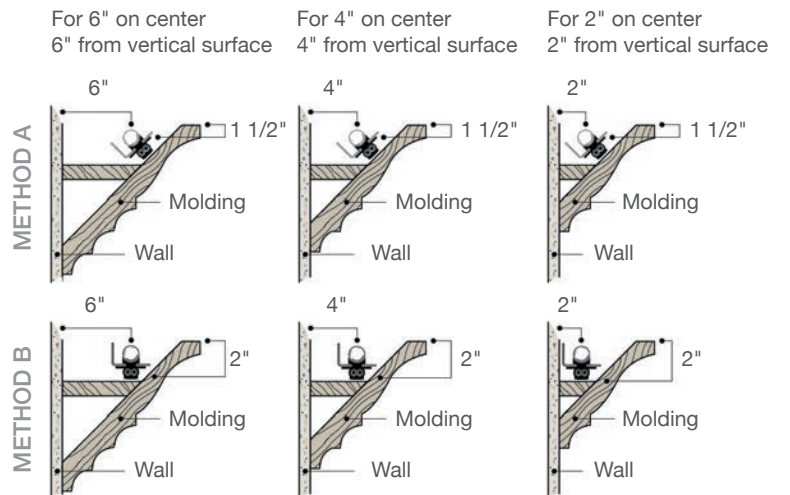 For 6" on center
6" from vertical surface
For 4" on center
4" from vertical surface
For 2" on center
2" from vertical surface
METHOD A
6"
1 1/2"
Molding
Wall
4"
1 1/2"
Molding
Wall
2"
1 1/2"
Molding
Wall
METHOD B
6"
2"
Molding
Wall
4"
2"
Molding
Wall
2"
2"
Molding
Wall